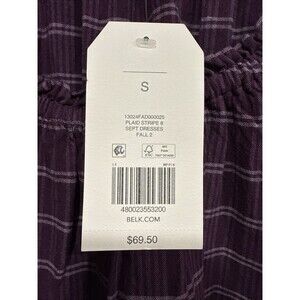 S
13024FAD000025
PLAID STRIPE 8
SEPT DRESSES
FALL 2
480023553200
BELK.COM
$69.50